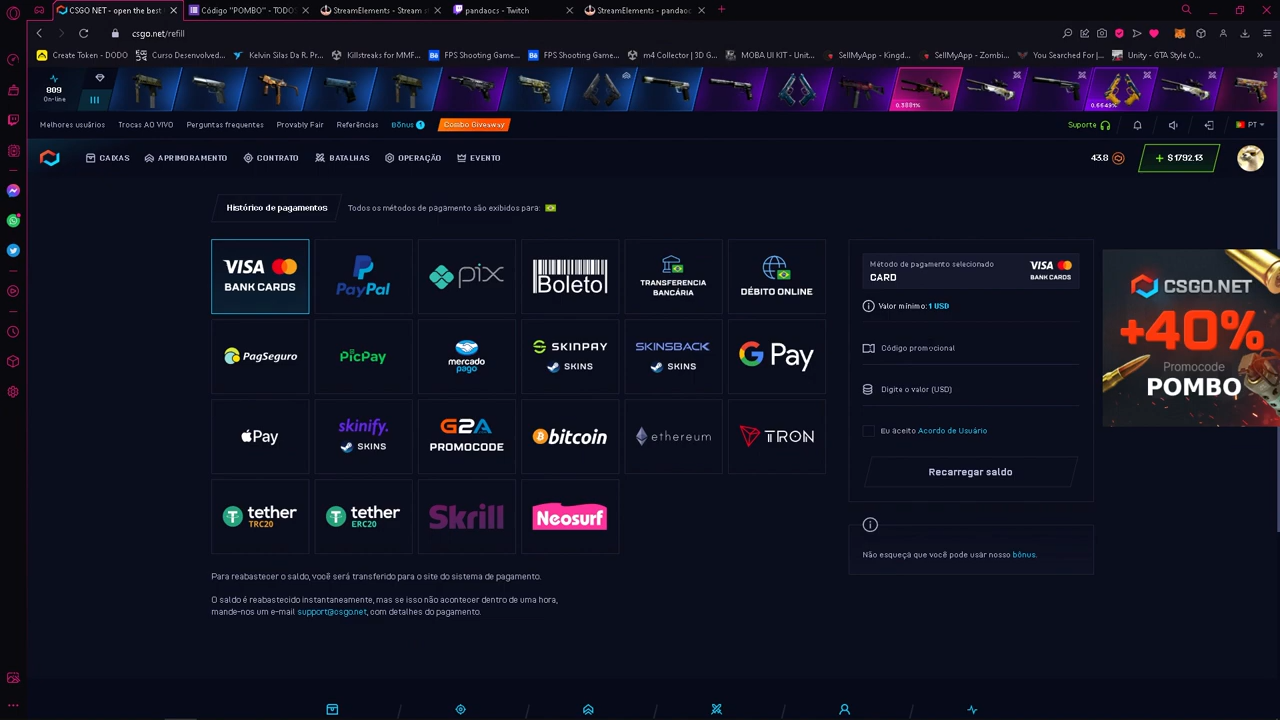 CSGO.NET - open the best
Código "POMBO" - TODOS
StreamElements - Stream s
pandaocs - Twitch
StreamElements - pandaoc
csgo.net/refill
Create Token - DODO
Curso Desenvolved...
Kelvin Silas Da R. Pr...
Killstreaks for MMF...
FPS Shooting Game...
FPS Shooting Game...
m4 Collector | 3D G...
MOBA UI KIT - Unit...
SellMyApp - Kingd...
SellMyApp - Zombi...
You Searched For |...
Unity - GTA Style O...
809
On-line
0.3881%
0.6649%
Melhores usuários
Trocas AO VIVO
Perguntas frequentes
Provably Fair
Referências
Bônus
Combo Giveaway
Suporte
PT
CAIXAS
APRIMORAMENTO
CONTRATO
BATALHAS
OPERAÇÃO
EVENTO
43.8
+ $ 1792.13
Histórico de pagamentos
Todos os métodos de pagamento são exibidos para:
VISA
BANK CARDS
PayPal
pix
Boleto
TRANSFERENCIA
BANCÁRIA
DÉBITO ONLINE
PagSeguro
PicPay
mercado
pago
SKINPAY
SKINS
SKINSBACK
SKINS
G Pay
Pay
skinify.
SKINS
G2A
PROMOCODE
bitcoin
ethereum
TRON
tether
TRC20
tether
ERC20
Skrill
Neosurf
Para reabastecer o saldo, você será transferido para o site do sistema de pagamento.
O saldo é reabastecido instantaneamente, mas se isso não acontecer dentro de uma hora,
mande-nos um e-mail support@csgo.net, com detalhes do pagamento.
Método de pagamento selecionado
CARD
VISA
BANK CARDS
Valor mínimo: 1 USD
Código promocional
Digite o valor (USD)
Eu aceito Acordo de Usuário
Recarregar saldo
Não esqueça que você pode usar nosso bônus.
CSGO.NET
+40%
Promocode
POMBO